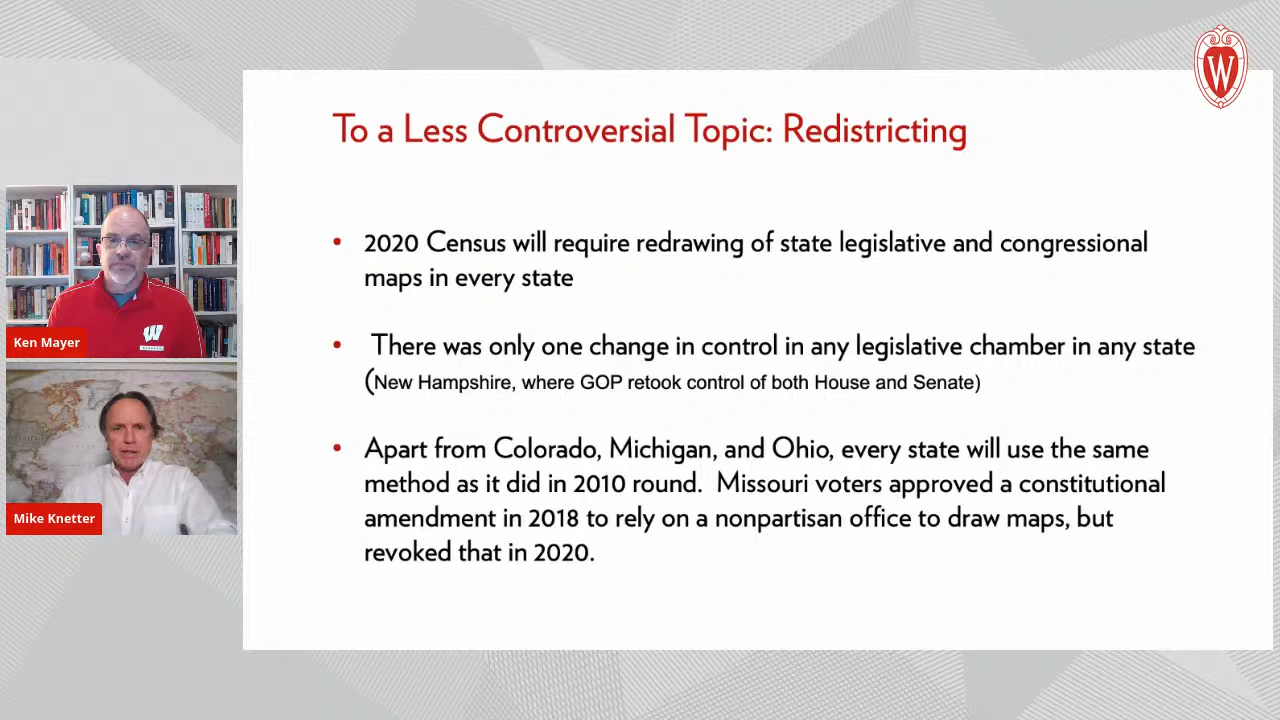 W
To a Less Controversial Topic: Redistricting
• 2020 Census will require redrawing of state legislative and congressional
maps in every state
• There was only one change in control in any legislative chamber in any state
(New Hampshire, where GOP retook control of both House and Senate)
• Apart from Colorado, Michigan, and Ohio, every state will use the same
method as it did in 2010 round. Missouri voters approved a constitutional
amendment in 2018 to rely on a nonpartisan office to draw maps, but
revoked that in 2020.
W
Ken Mayer
Mike Knetter